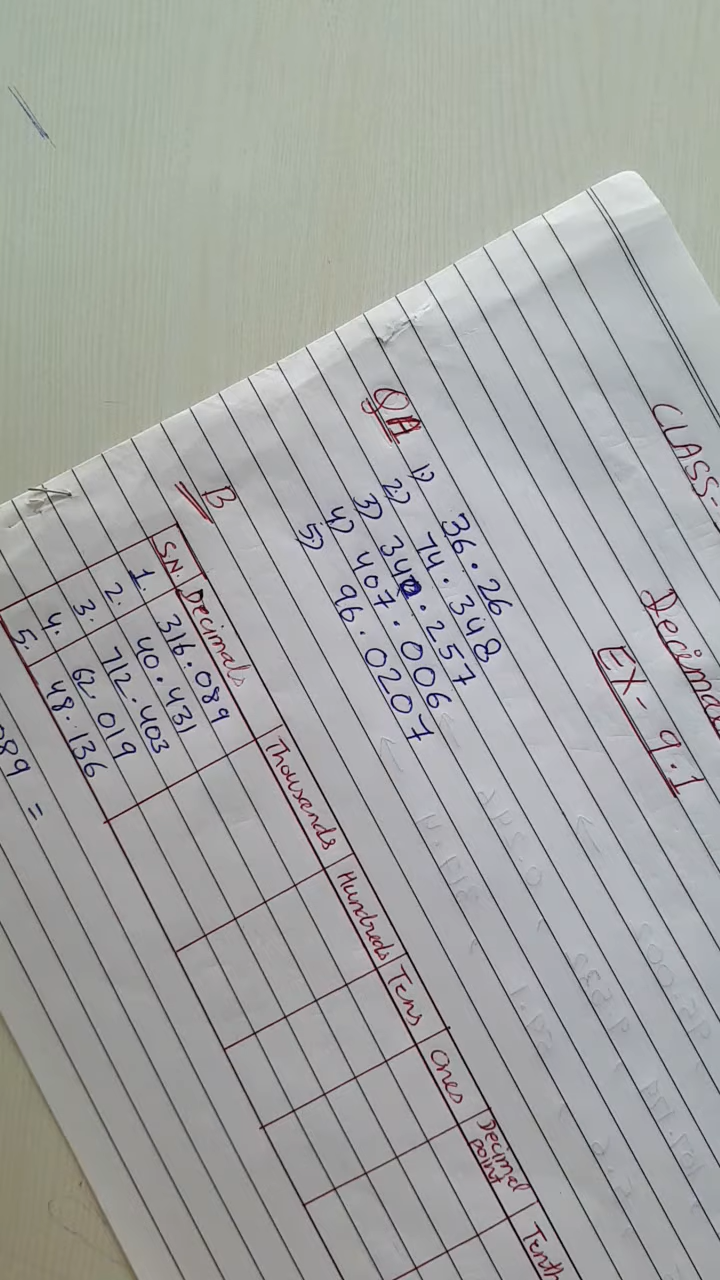 CLASS-
Decima
EX- 9.1
QA 1) 36.26
2) 74.348
3) 340.257
4) 407.006
5) 96.0207
B
S.N. Decimals Thousands Hundreds Tens Ones Decimal point Tenth
1. 316.089
2. 40.431
3. 712.403
4. 62.019
5. 48.136
089 =